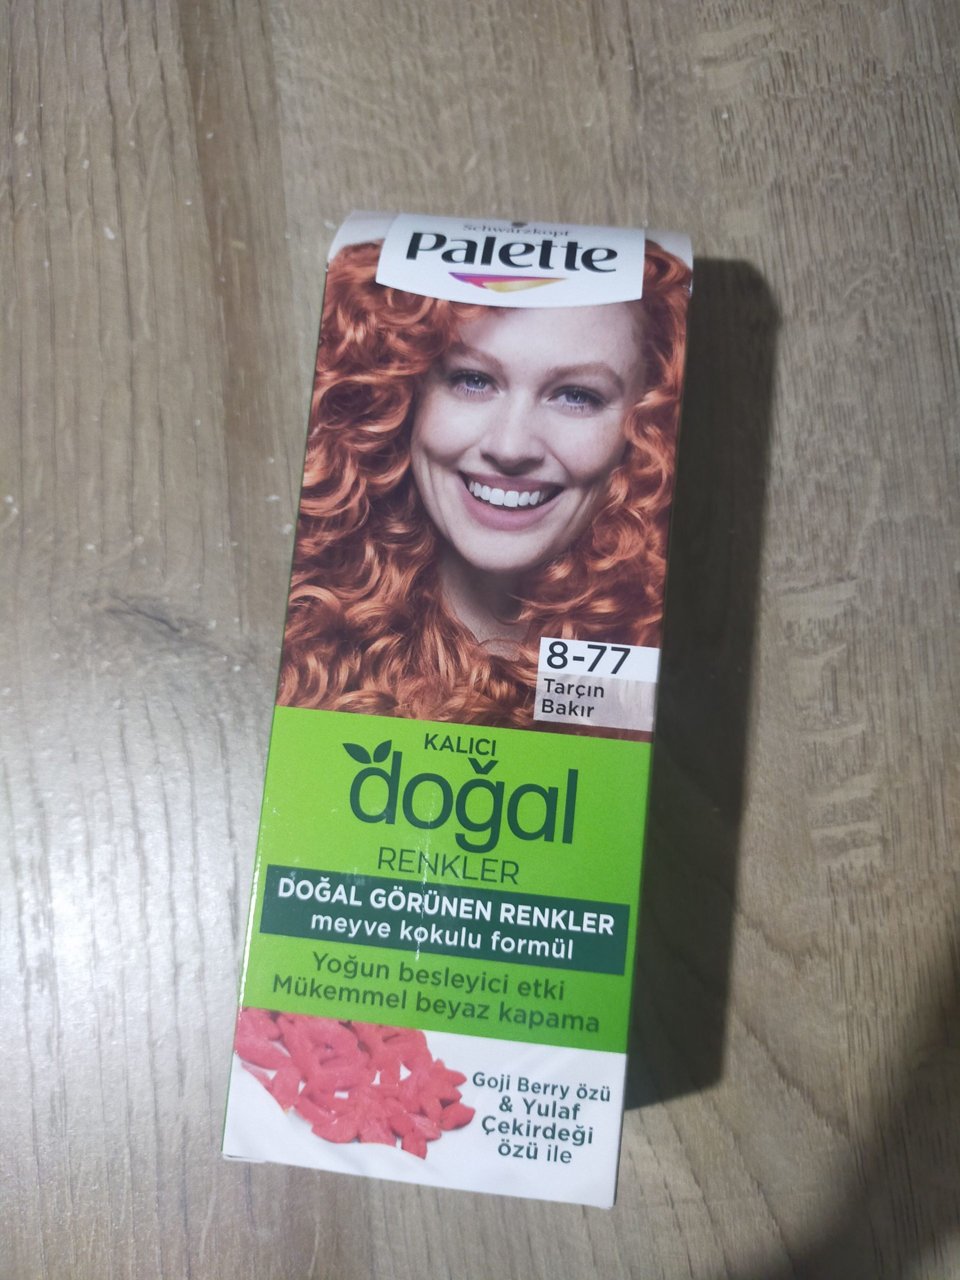 Schwarzkopf
Palette
8-77
Tarçın
Bakır
KALICI
doğal
RENKLER
DOĞAL GÖRÜNEN RENKLER
meyve kokulu formül
Yoğun besleyici etki
Mükemmel beyaz kapama
Goji Berry özü
& Yulaf
Çekirdeği
özü ile